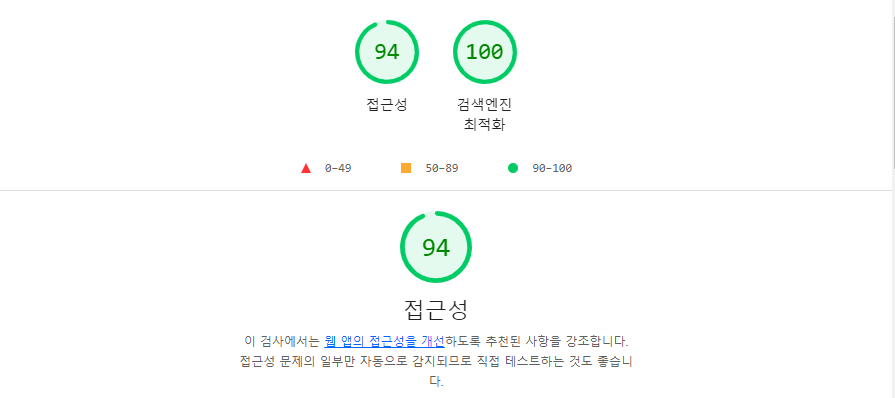 94
100
접근성
검색엔진
최적화
0–49
50–89
90–100
94
접근성
이 검사에서는 웹 앱의 접근성을 개선하도록 추천된 사항을 강조합니다.
접근성 문제의 일부만 자동으로 감지되므로 직접 테스트하는 것도 좋습니
다.